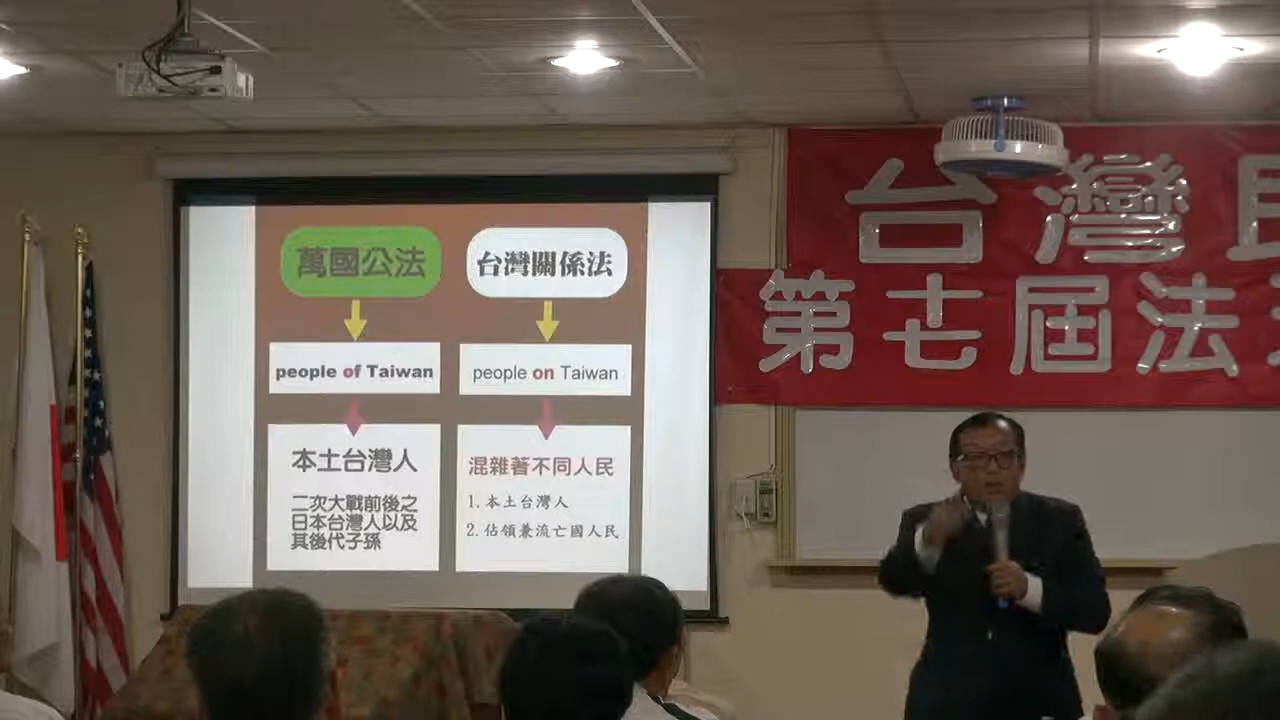 萬國公法
people of Taiwan
本土台灣人
二次大戰前後之
日本台灣人以及
其後代子孫
台灣關係法
people on Taiwan
混雜著不同人民
1. 本土台灣人
2. 佔領兼流亡國人民
台灣
第七屆法